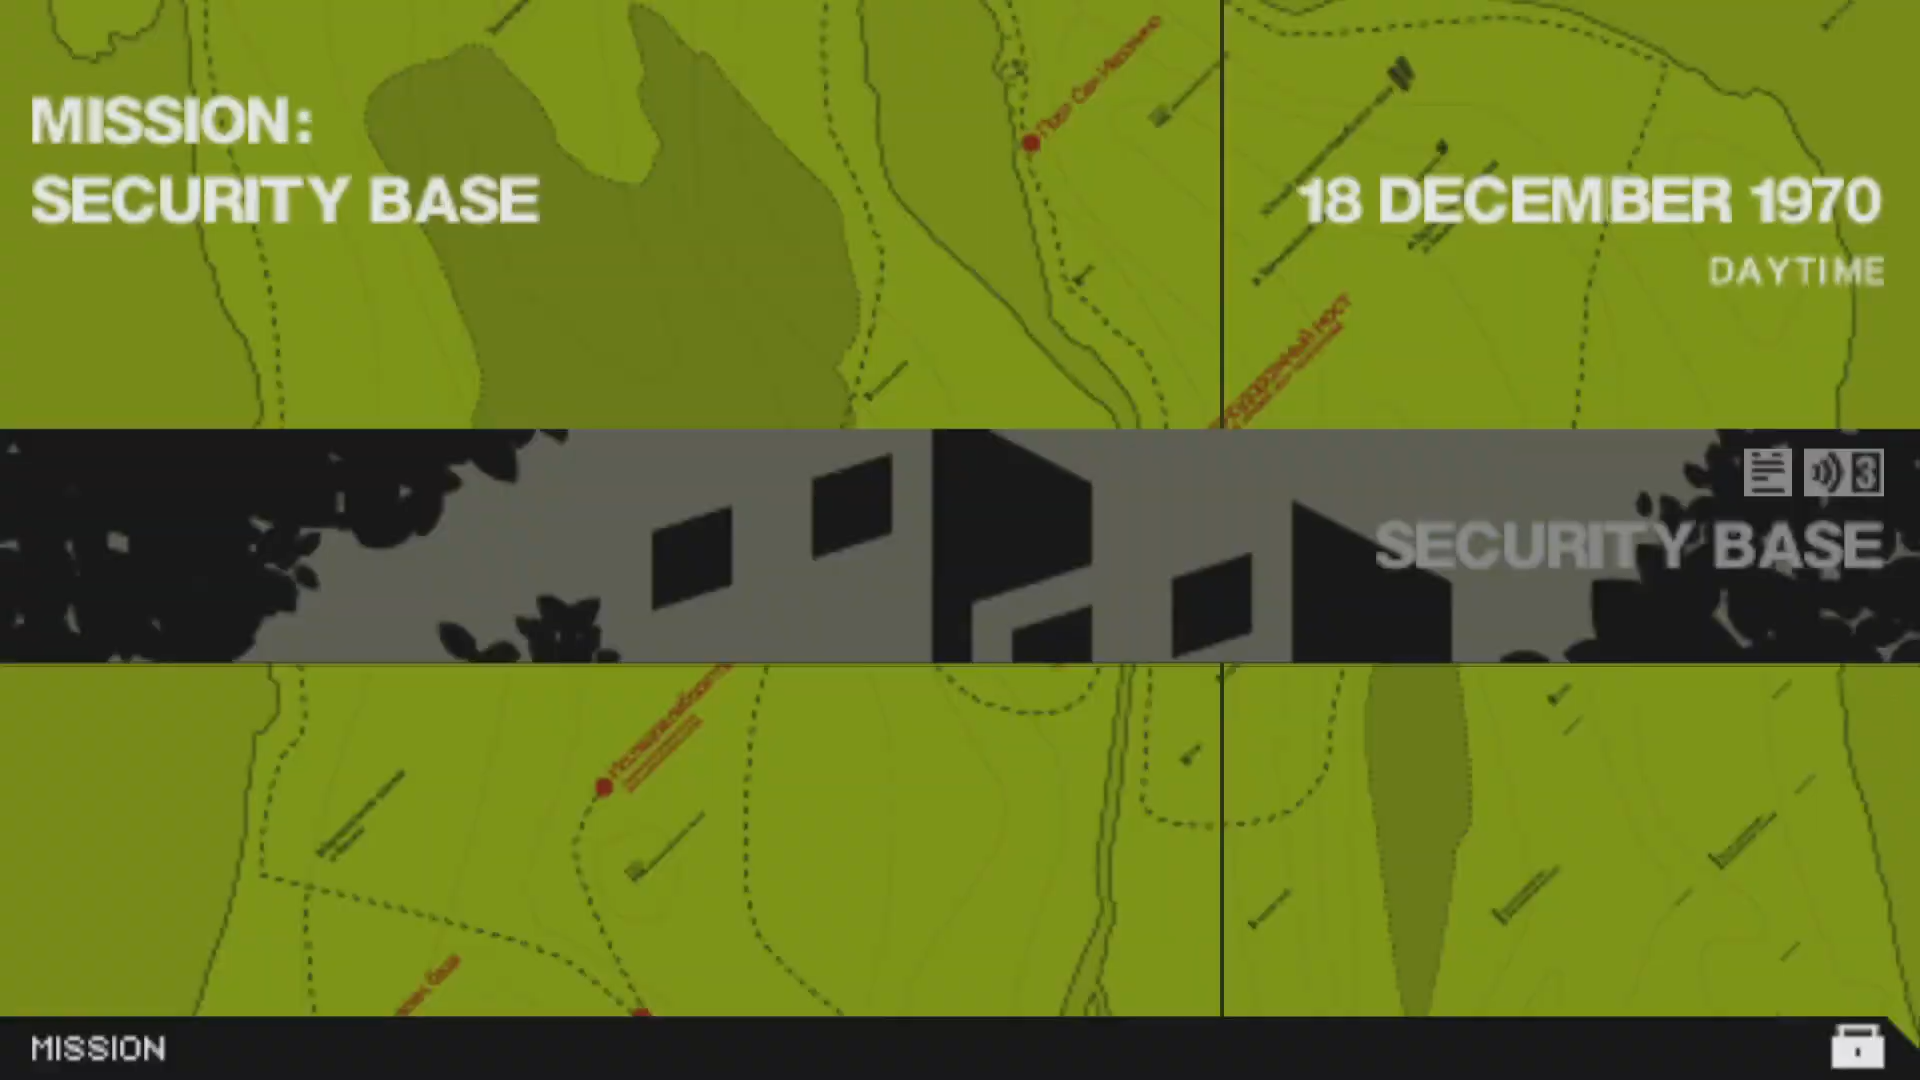 MISSION:
SECURITY BASE
18 DECEMBER 1970
DAYTIME
3
SECURITY BASE
MISSION